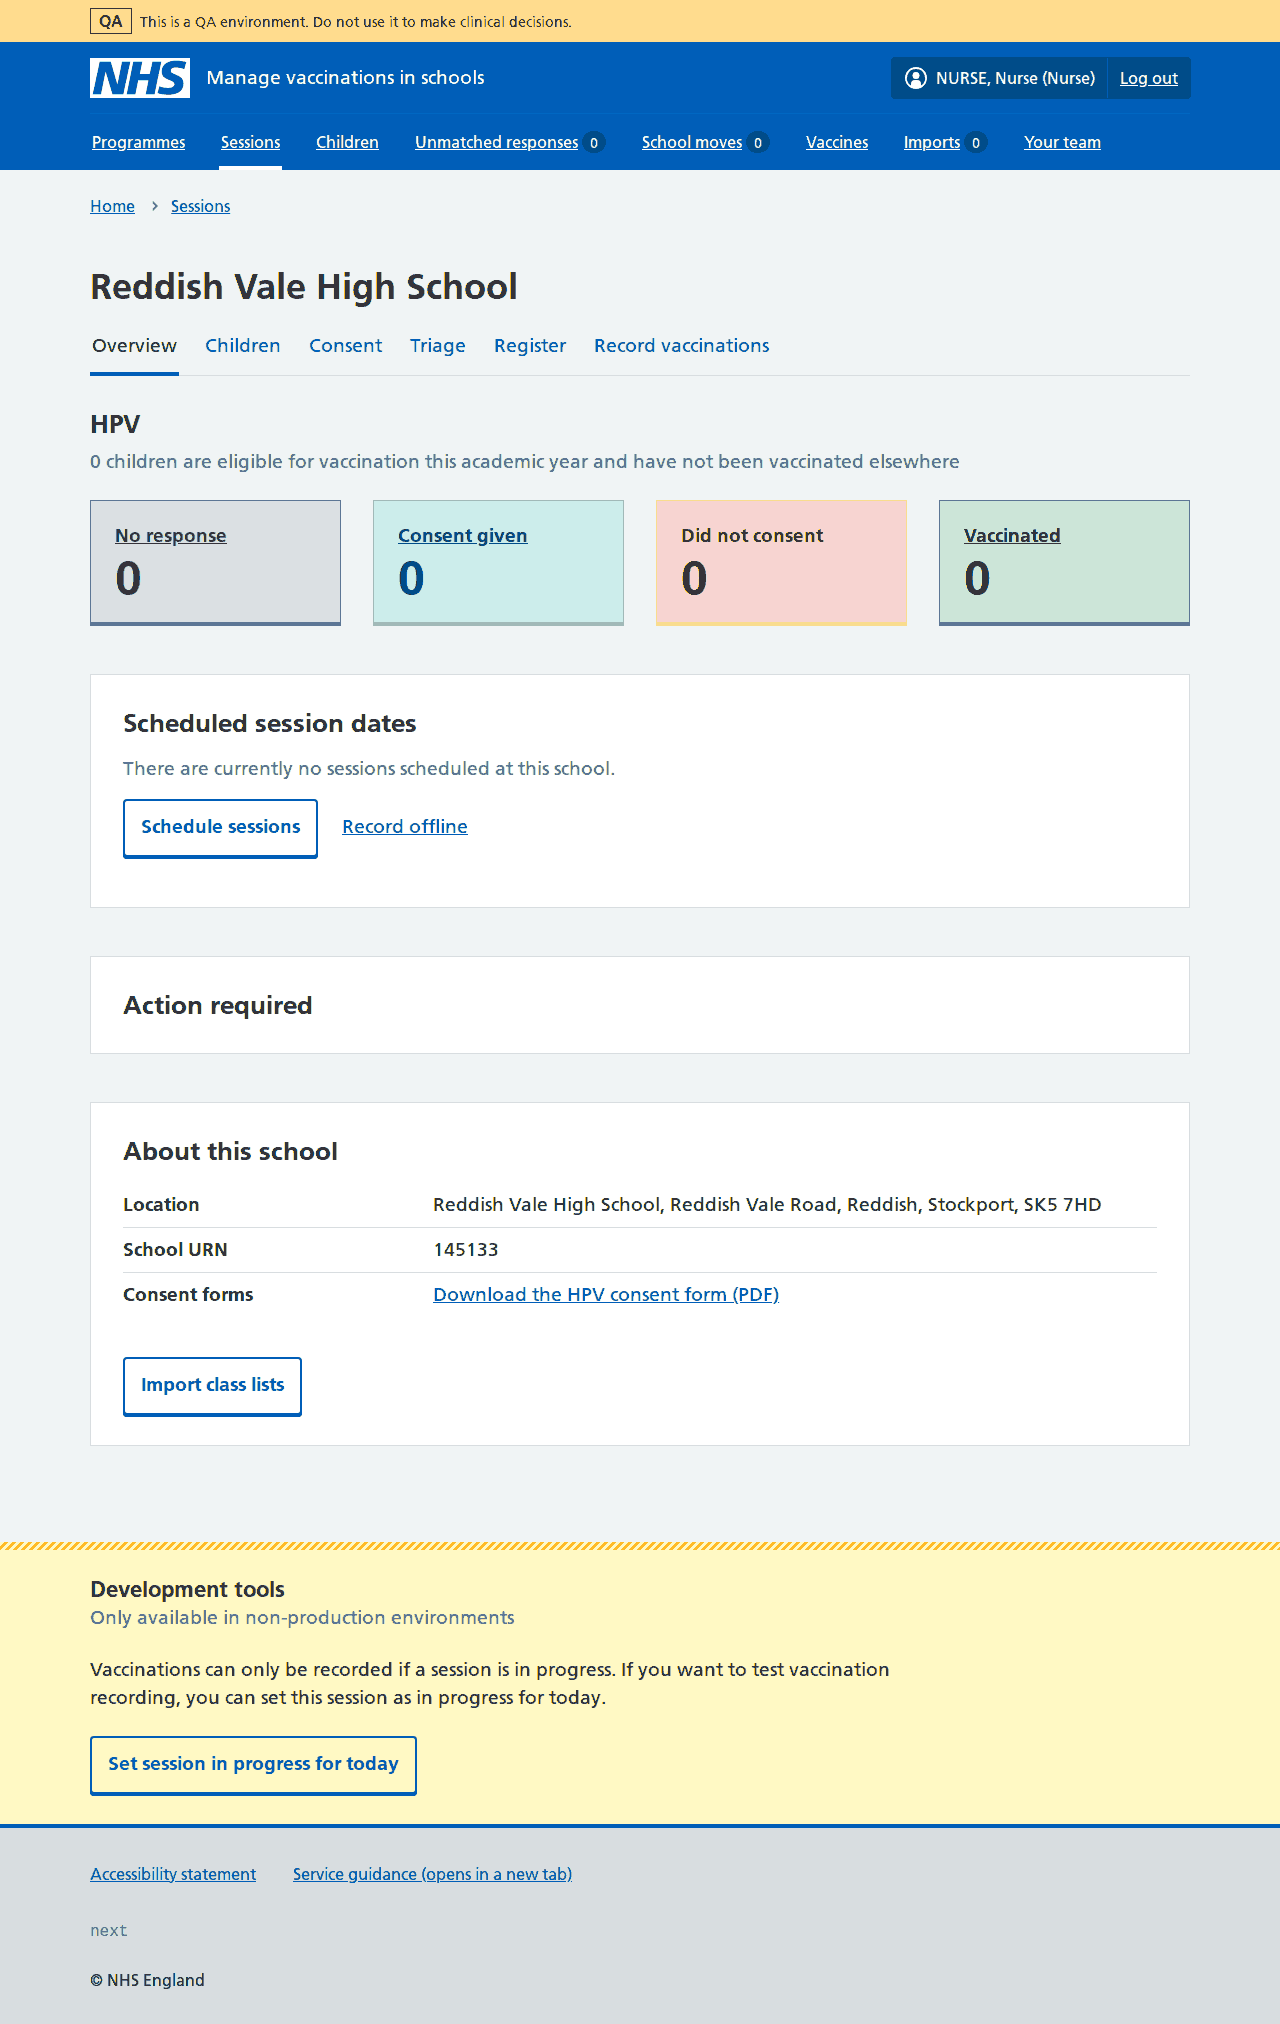 QA This is a QA environment. Do not use it to make clinical decisions.
NHS Manage vaccinations in schools NURSE, Nurse (Nurse) Log out
Programmes Sessions Children Unmatched responses 0 School moves 0 Vaccines Imports 0 Your team
Home Sessions
Reddish Vale High School
Overview Children Consent Triage Register Record vaccinations
HPV
0 children are eligible for vaccination this academic year and have not been vaccinated elsewhere
No response Consent given Did not consent Vaccinated
0 0 0 0
Scheduled session dates
There are currently no sessions scheduled at this school.
Schedule sessions Record offline
Action required
About this school
Location Reddish Vale High School, Reddish Vale Road, Reddish, Stockport, SK5 7HD
School URN 145133
Consent forms Download the HPV consent form (PDF)
Import class lists
Development tools
Only available in non-production environments
Vaccinations can only be recorded if a session is in progress. If you want to test vaccination
recording, you can set this session as in progress for today.
Set session in progress for today
Accessibility statement Service guidance (opens in a new tab)
next
© NHS England